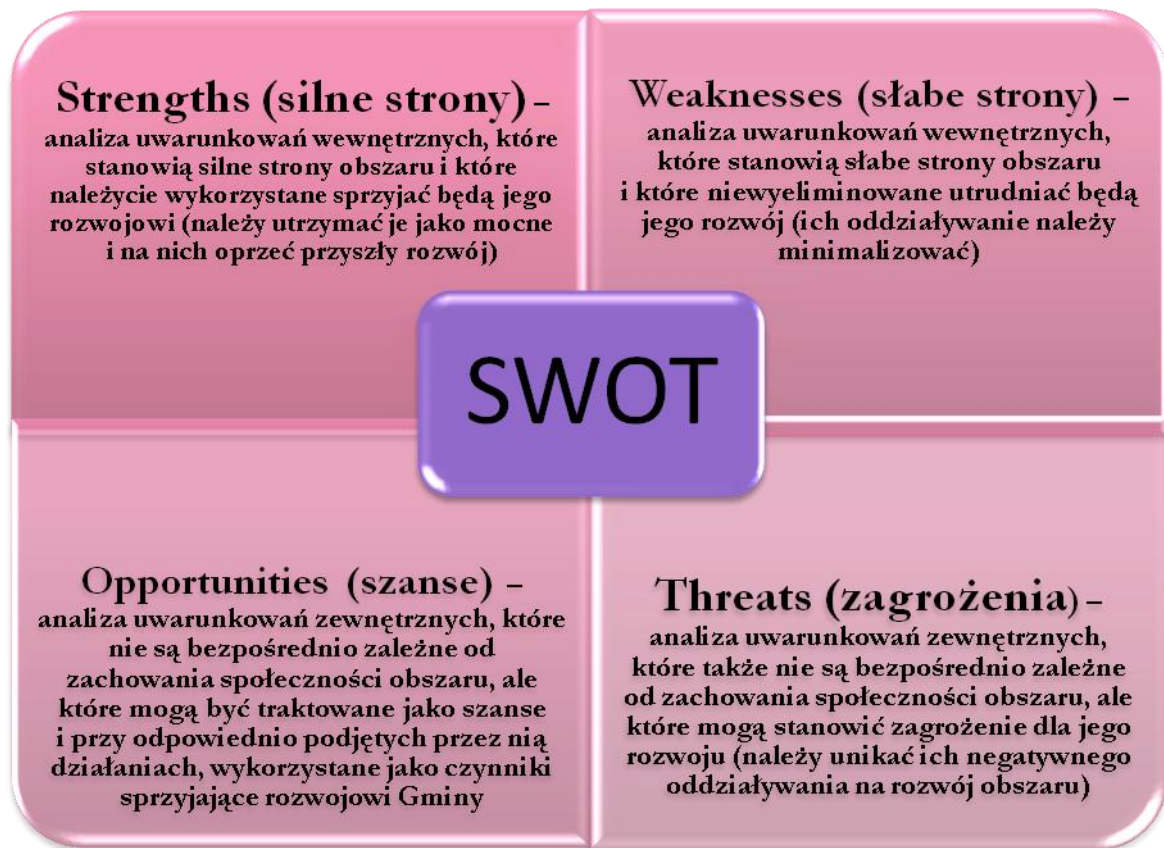 Strengths (silne strony) –
analiza uwarunkowań wewnętrznych, które
stanowią silne strony obszaru i które
należycie wykorzystane sprzyjać będą jego
rozwojowi (należy utrzymać je jako mocne
i na nich oprzeć przyszły rozwój)
Weaknesses (słabe strony) –
analiza uwarunkowań wewnętrznych,
które stanowią słabe strony obszaru
i które niewyeliminowane utrudniać będą
jego rozwój (ich oddziaływanie należy
minimalizować)
SWOT
Opportunities (szanse) –
analiza uwarunkowań zewnętrznych, które
nie są bezpośrednio zależne od
zachowania społeczności obszaru, ale
które mogą być traktowane jako szanse
i przy odpowiednio podjętych przez nią
działaniach, wykorzystane jako czynniki
sprzyjające rozwojowi Gminy
Threats (zagrożenia) –
analiza uwarunkowań zewnętrznych,
które także nie są bezpośrednio zależne
od zachowania społeczności obszaru, ale
które mogą stanowić zagrożenie dla jego
rozwoju (należy unikać ich negatywnego
oddziaływania na rozwój obszaru)